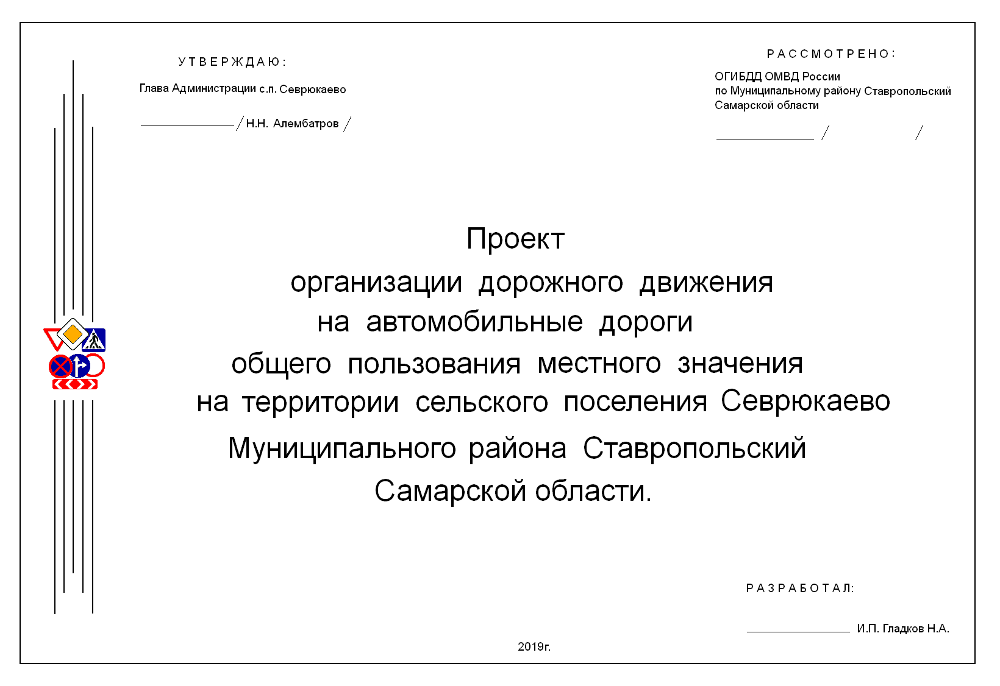 УТВЕРЖДАЮ:
Глава Администрации с.п. Севрюкаево
/ Н.Н. Алембатров /
РАССМОТРЕНО:
ОГИБДД ОМВД России
по Муниципальному району Ставропольский
Самарской области
/ /
Проект
организации дорожного движения
на автомобильные дороги
общего пользования местного значения
на территории сельского поселения Севрюкаево
Муниципального района Ставропольский
Самарской области.
РАЗРАБОТАЛ:
И.П. Гладков Н.А.
2019г.